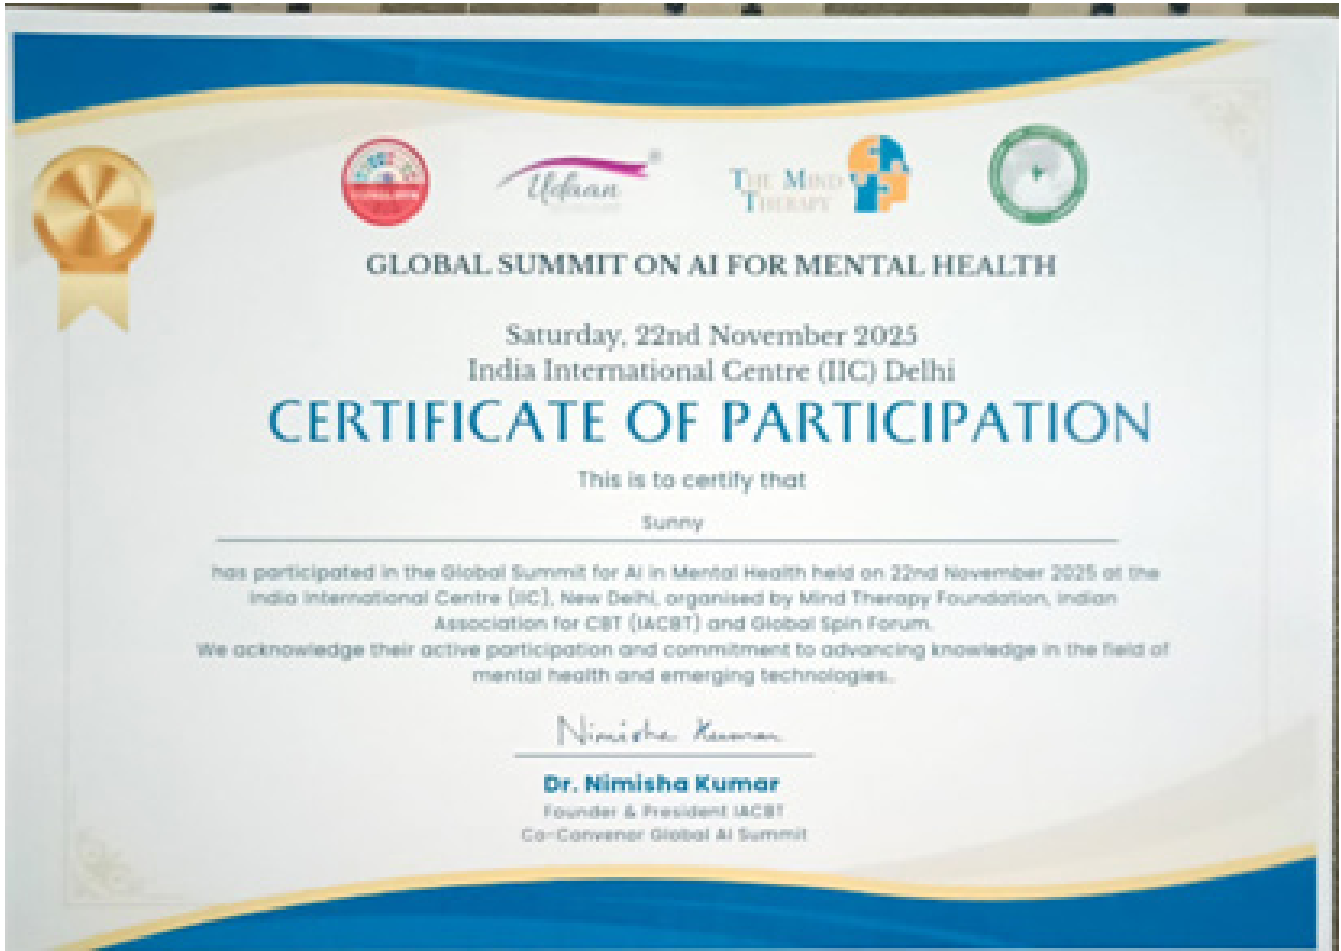 Udaan
THE MIND
THERAPY
GLOBAL SUMMIT ON AI FOR MENTAL HEALTH
Saturday, 22nd November 2025
India International Centre (IIC) Delhi
CERTIFICATE OF PARTICIPATION
This is to certify that
Sunny
has participated in the Global Summit for AI in Mental Health held on 22nd November 2025 at the
India International Centre (IIC), New Delhi, organised by Mind Therapy Foundation, Indian
Association for CBT (IACBT) and Global Spin Forum.
We acknowledge their active participation and commitment to advancing knowledge in the field of
mental health and emerging technologies..
Nimisha Kumar
Dr. Nimisha Kumar
Founder & President IACBT
Co-Convenor Global AI Summit